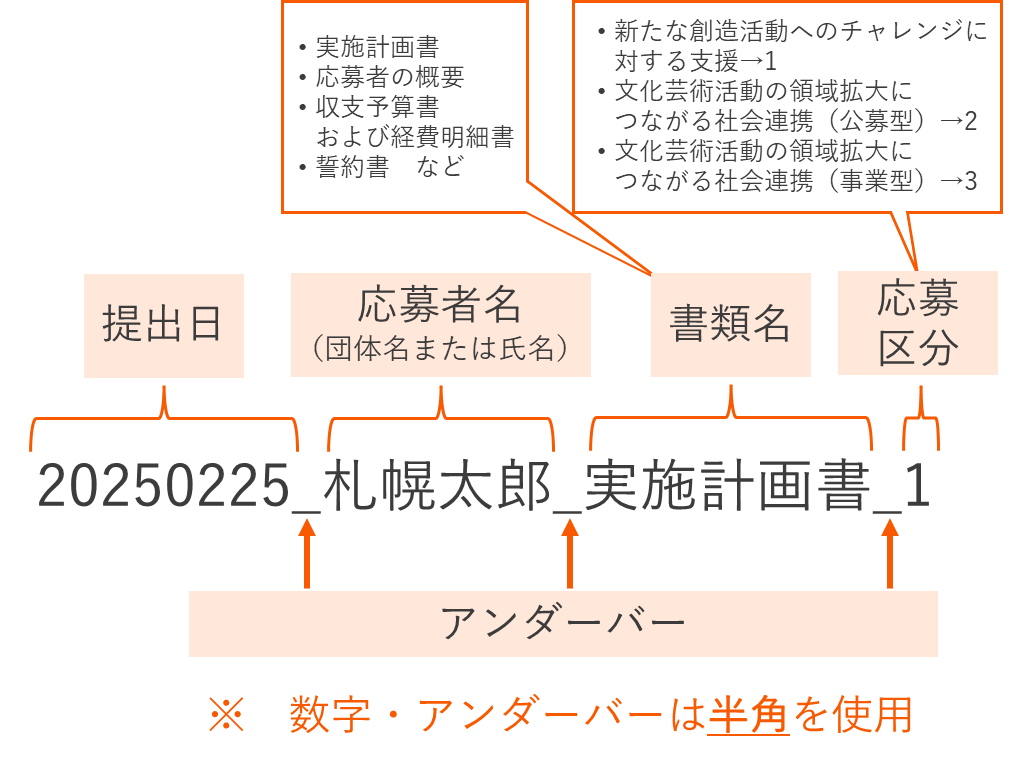 ・実施計画書
・応募者の概要
・収支予算書
および経費明細書
・誓約書　など
・新たな創造活動へのチャレンジに
対する支援→1
・文化芸術活動の領域拡大に
つながる社会連携（公募型）→2
・文化芸術活動の領域拡大に
つながる社会連携（事業型）→3
提出日
応募者名
（団体名または氏名）
書類名
応募
区分
20250225_札幌太郎_実施計画書_1
アンダーバー
※　数字・アンダーバーは半角を使用